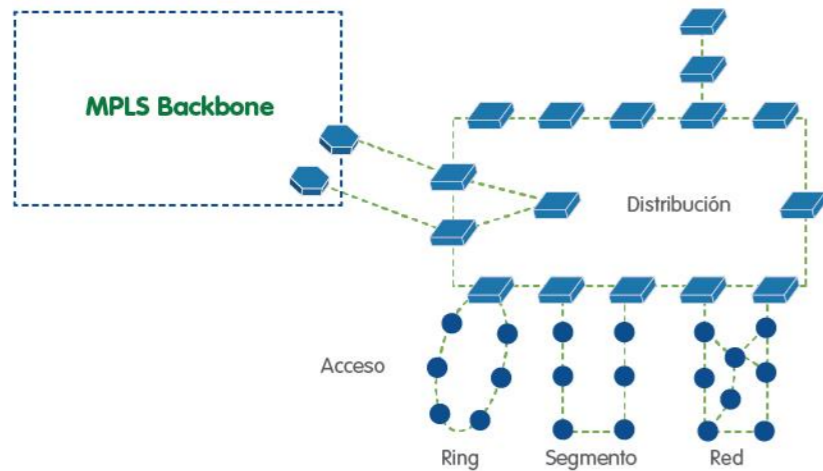 MPLS Backbone
Distribución
Acceso
Ring
Segmento
Red